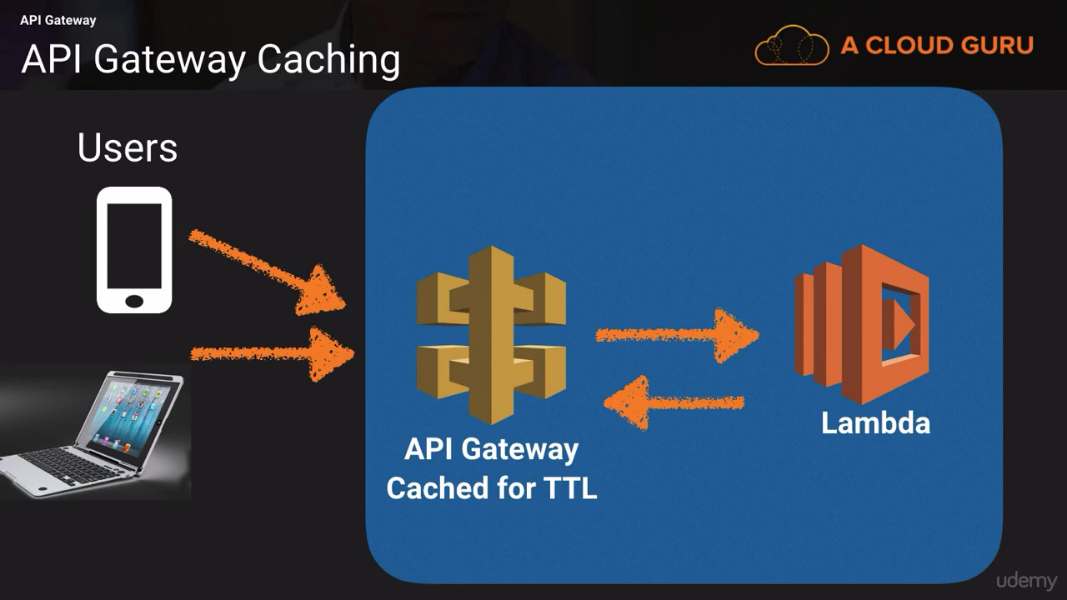 API Gateway
API Gateway Caching
A CLOUD GURU
Users
API Gateway
Cached for TTL
Lambda
udemy